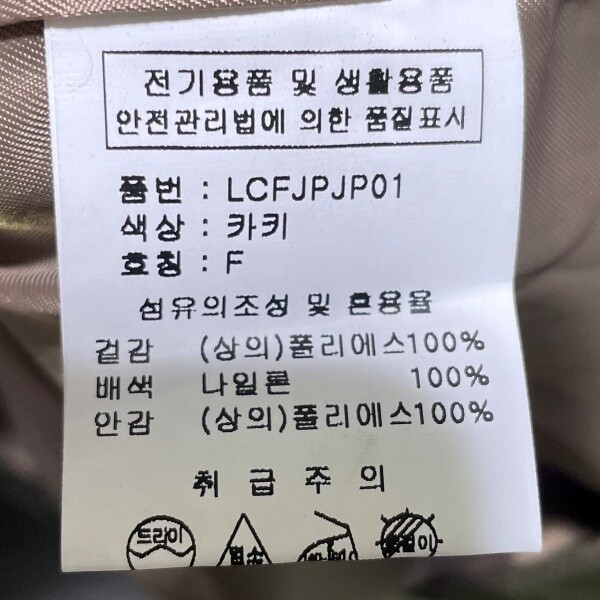 전기용품 및 생활용품
안전관리법에 의한 품질표시
품번 : LCFJPJP01
색상 : 카키
호칭 : F
섬유의조성 및 혼용율
겉감 (상의)폴리에스100%
배색 나일론 100%
안감 (상의)폴리에스100%
취급주의
드라이